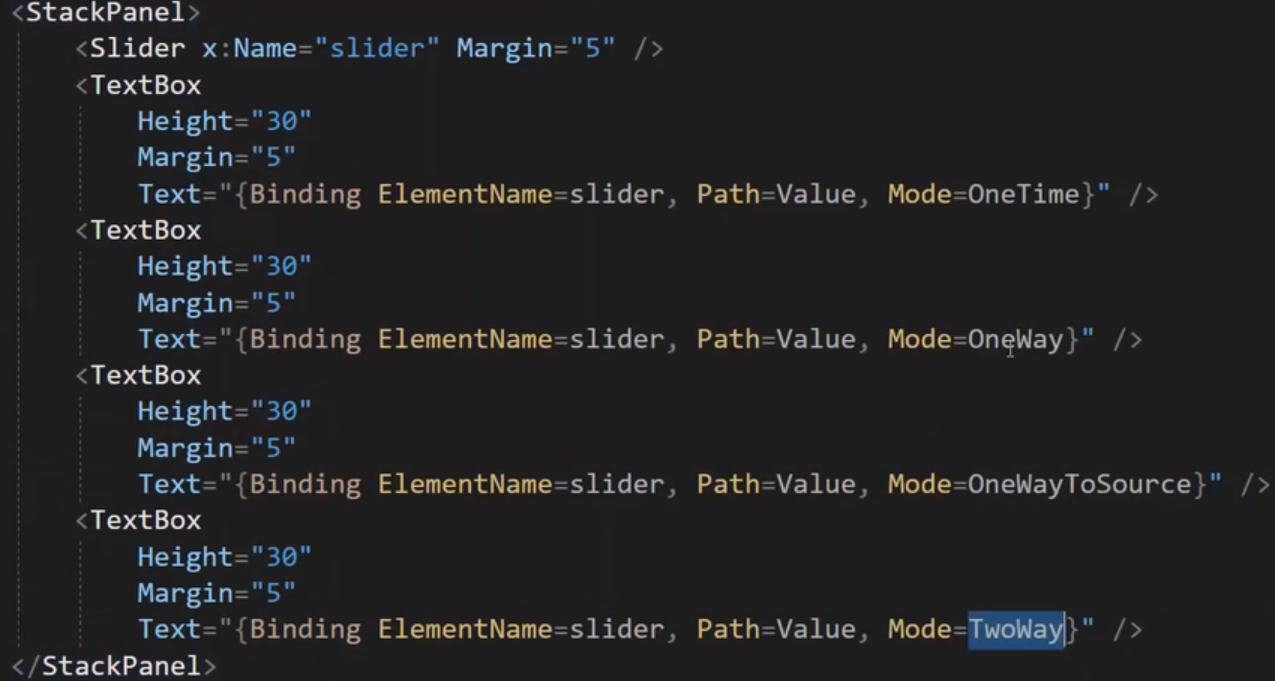 <StackPanel>
    <Slider x:Name="slider" Margin="5" />
    <TextBox
        Height="30"
        Margin="5"
        Text="{Binding ElementName=slider, Path=Value, Mode=OneTime}" />
    <TextBox
        Height="30"
        Margin="5"
        Text="{Binding ElementName=slider, Path=Value, Mode=OneWay}" />
    <TextBox
        Height="30"
        Margin="5"
        Text="{Binding ElementName=slider, Path=Value, Mode=OneWayToSource}" />
    <TextBox
        Height="30"
        Margin="5"
        Text="{Binding ElementName=slider, Path=Value, Mode=TwoWay}" />
</StackPanel>